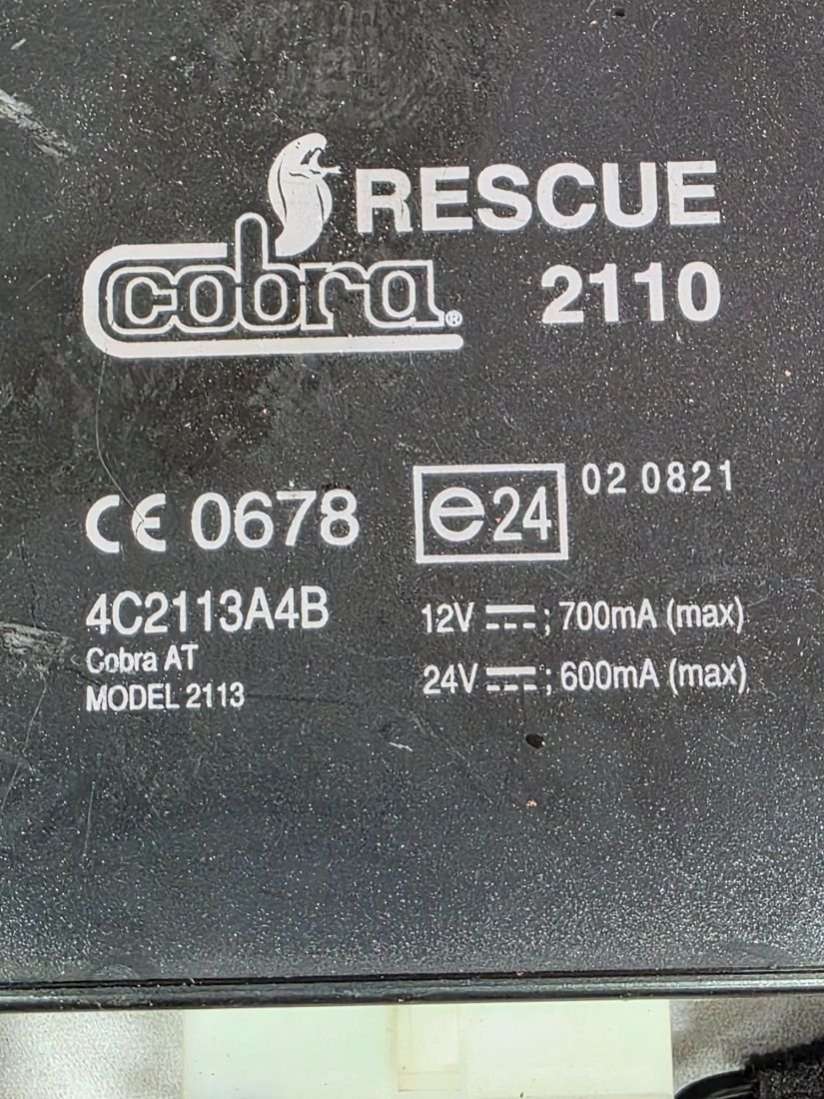 RESCUE
cobra®
2110
CE 0678
e24
02 0821
4C2113A4B
Cobra AT
MODEL 2113
12V ⎓; 700mA (max)
24V ⎓; 600mA (max)